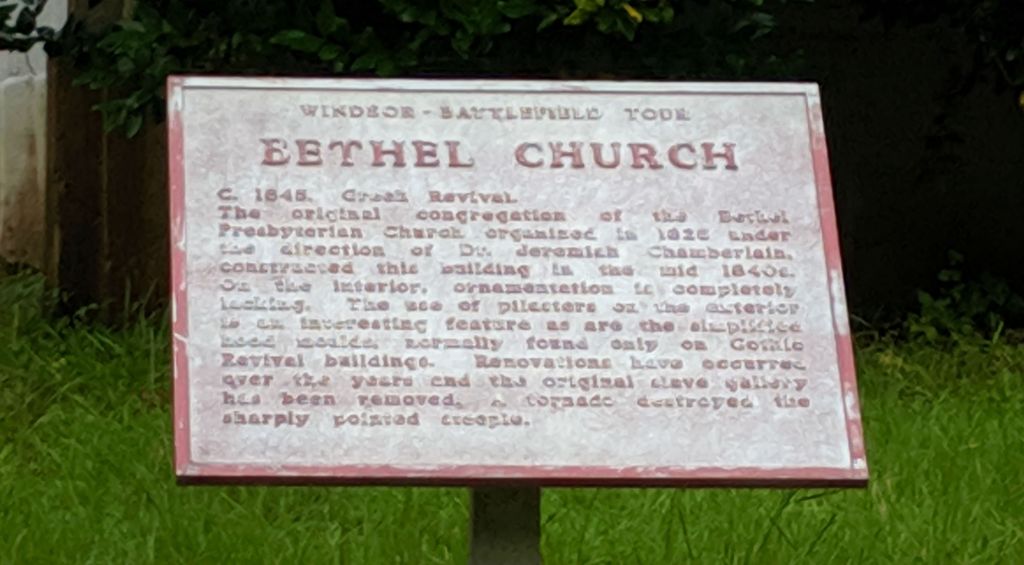 WINDSOR - BATTLEFIELD TOUR
BETHEL CHURCH
C. 1845. Greek Revival.
The original congregation of the Bethel
Presbyterian Church organized in 1826 under
the direction of Dr. Jeremiah Chamberlain,
constructed this building in the mid 1840s.
On the interior, ornamentation is completely
lacking. The use of pilasters on the exterior
is an interesting feature as are the simplified
hood moulds, normally found only on Gothic
Revival buildings. Renovations have occurred
over the years and the original slave gallery
has been removed. A tornado destroyed the
sharply pointed steeple.